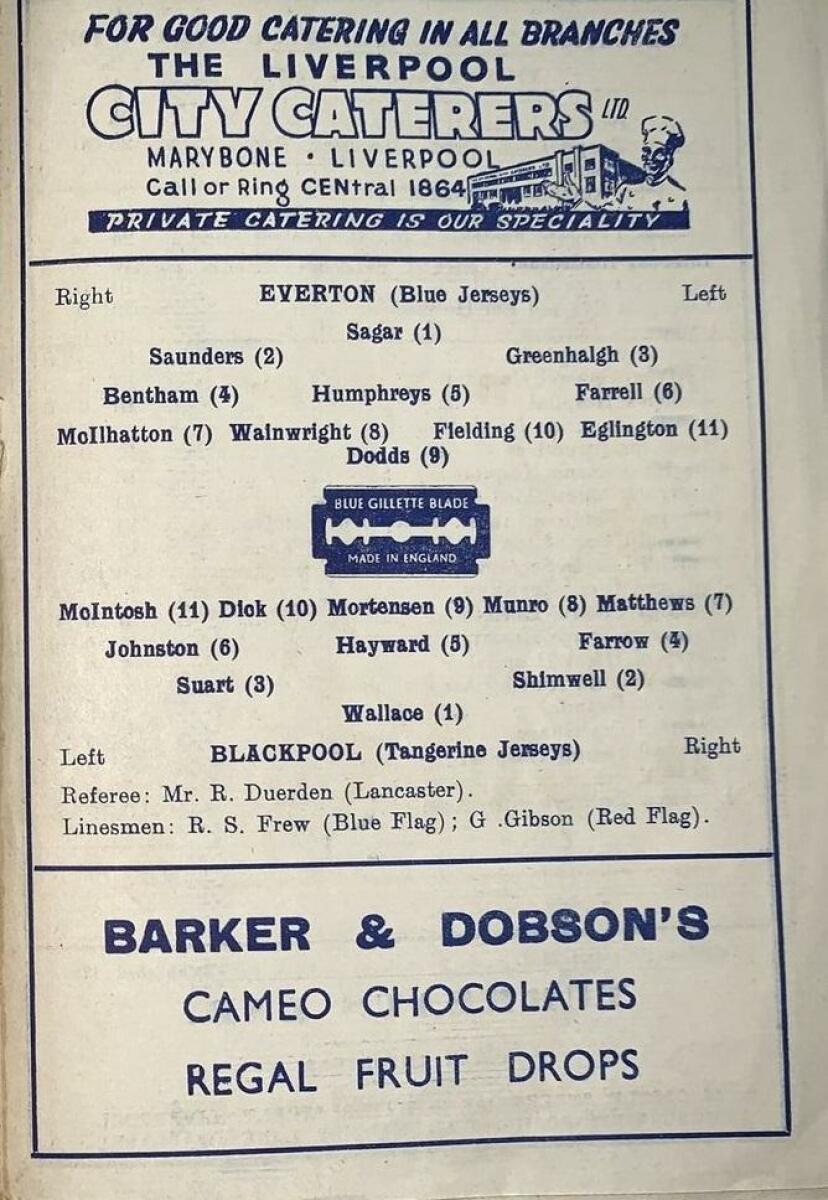 FOR GOOD CATERING IN ALL BRANCHES
THE LIVERPOOL
CITY CATERERS LTD.
MARYBONE · LIVERPOOL
Call or Ring CENtral 1864
PRIVATE CATERING IS OUR SPECIALITY
Right EVERTON (Blue Jerseys) Left
Sagar (1)
Saunders (2) Greenhalgh (3)
Bentham (4) Humphreys (5) Farrell (6)
McIlhatton (7) Wainwright (8) Fielding (10) Eglington (11)
Dodds (9)
BLUE GILLETTE BLADE
MADE IN ENGLAND
McIntosh (11) Dick (10) Mortensen (9) Munro (8) Matthews (7)
Johnston (6) Hayward (5) Farrow (4)
Suart (3) Shimwell (2)
Wallace (1)
Left BLACKPOOL (Tangerine Jerseys) Right
Referee: Mr. R. Duerden (Lancaster).
Linesmen: R. S. Frew (Blue Flag); G .Gibson (Red Flag).
BARKER & DOBSON'S
CAMEO CHOCOLATES
REGAL FRUIT DROPS